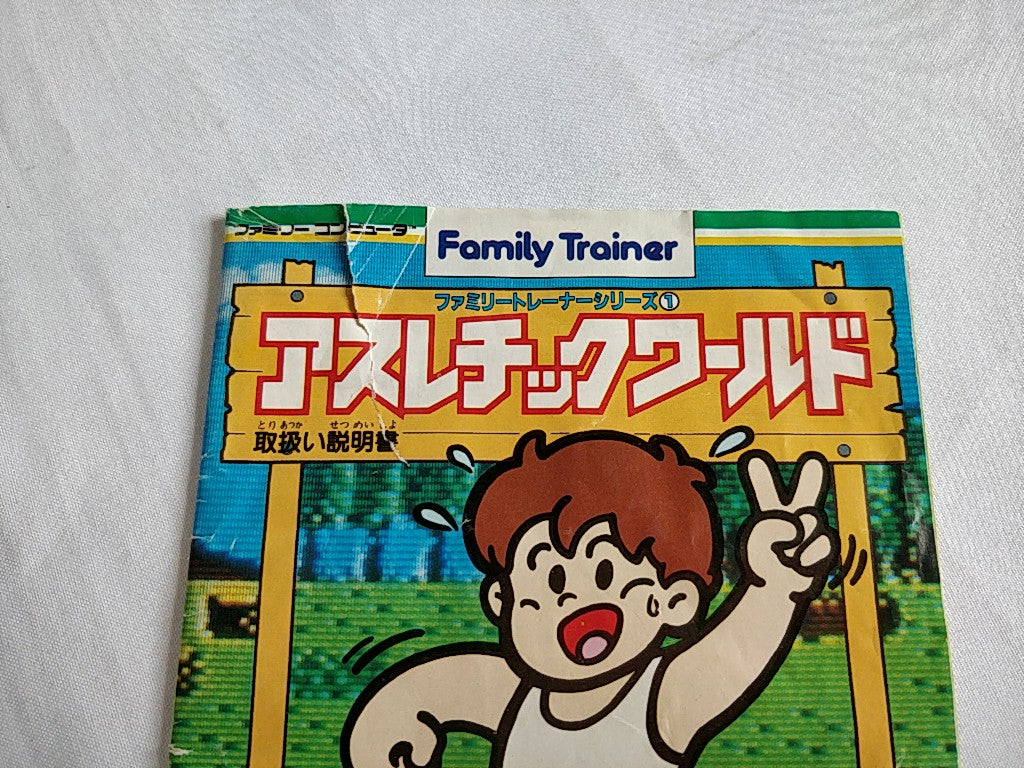 ファミリーコンピュータ
Family Trainer
ファミリートレーナーシリーズ①
アスレチックワールド
とりあつか せつめいしょ
取扱い説明書